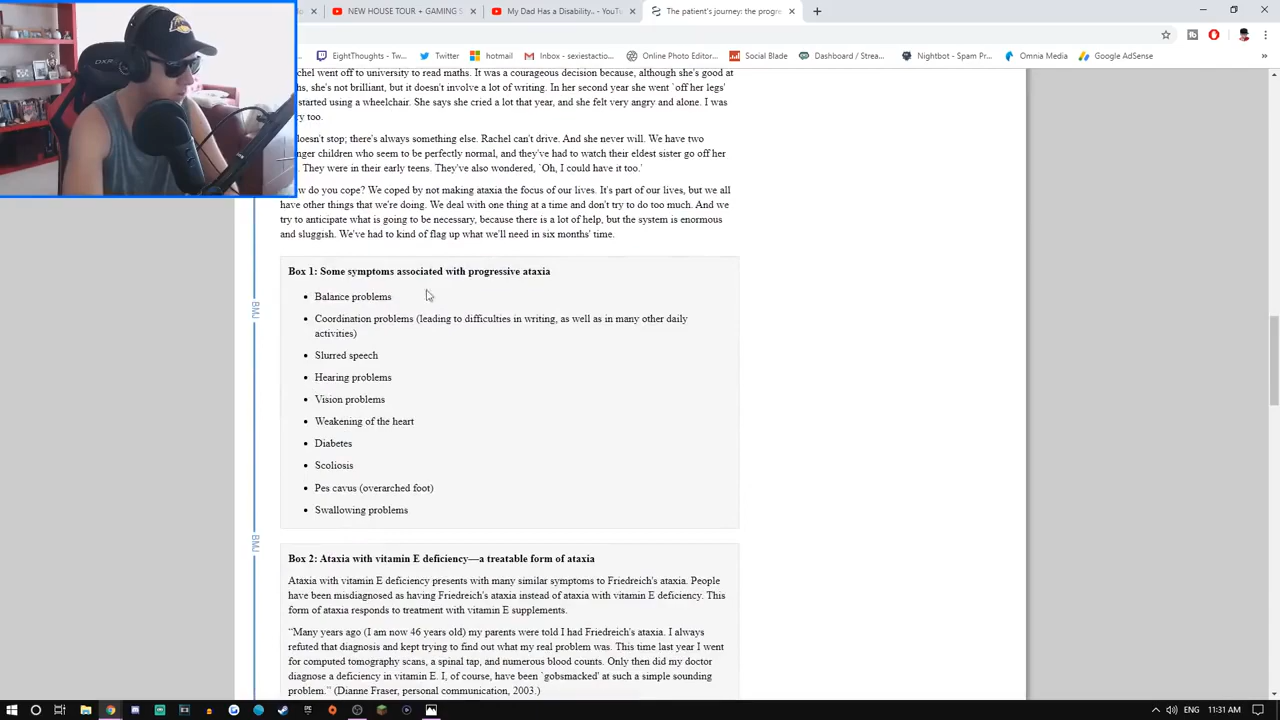 NEW HOUSE TOUR + GAMING S
My Dad Has a Disability.. - YouTu
The patient's journey: the progre
EightThoughts - Tw...
Twitter
hotmail
Inbox - sexiestactio...
Online Photo Editor...
Social Blade
Dashboard / Strea...
Nightbot - Spam Pr...
Omnia Media
Google AdSense
went off to university to read maths. It was a courageous decision because, although she's good at
she's not brilliant, but it doesn't involve a lot of writing. In her second year she went `off her legs'
started using a wheelchair. She says she cried a lot that year, and she felt very angry and alone. I was
too.
stop; there's always something else. Rachel can't drive. And she never will. We have two
children who seem to be perfectly normal, and they've had to watch their eldest sister go off her
They were in their early teens. They've also wondered, `Oh, I could have it too.'
do you cope? We coped by not making ataxia the focus of our lives. It's part of our lives, but we all
have other things that we're doing. We deal with one thing at a time and don't try to do too much. And we
try to anticipate what is going to be necessary, because there is a lot of help, but the system is enormous
and sluggish. We've had to kind of flag up what we'll need in six months' time.
Box 1: Some symptoms associated with progressive ataxia
• Balance problems
• Coordination problems (leading to difficulties in writing, as well as in many other daily
activities)
• Slurred speech
• Hearing problems
• Vision problems
• Weakening of the heart
• Diabetes
• Scoliosis
• Pes cavus (overarched foot)
• Swallowing problems
BMJ
BMJ
Box 2: Ataxia with vitamin E deficiency—a treatable form of ataxia
Ataxia with vitamin E deficiency presents with many similar symptoms to Friedreich's ataxia. People
have been misdiagnosed as having Friedreich's ataxia instead of ataxia with vitamin E deficiency. This
form of ataxia responds to treatment with vitamin E supplements.
“Many years ago (I am now 46 years old) my parents were told I had Friedreich's ataxia. I always
refuted that diagnosis and kept trying to find out what my real problem was. This time last year I went
for computed tomography scans, a spinal tap, and numerous blood counts. Only then did my doctor
diagnose a deficiency in vitamin E. I, of course, have been `gobsmacked' at such a simple sounding
problem.” (Dianne Fraser, personal communication, 2003.)
11:31 AM